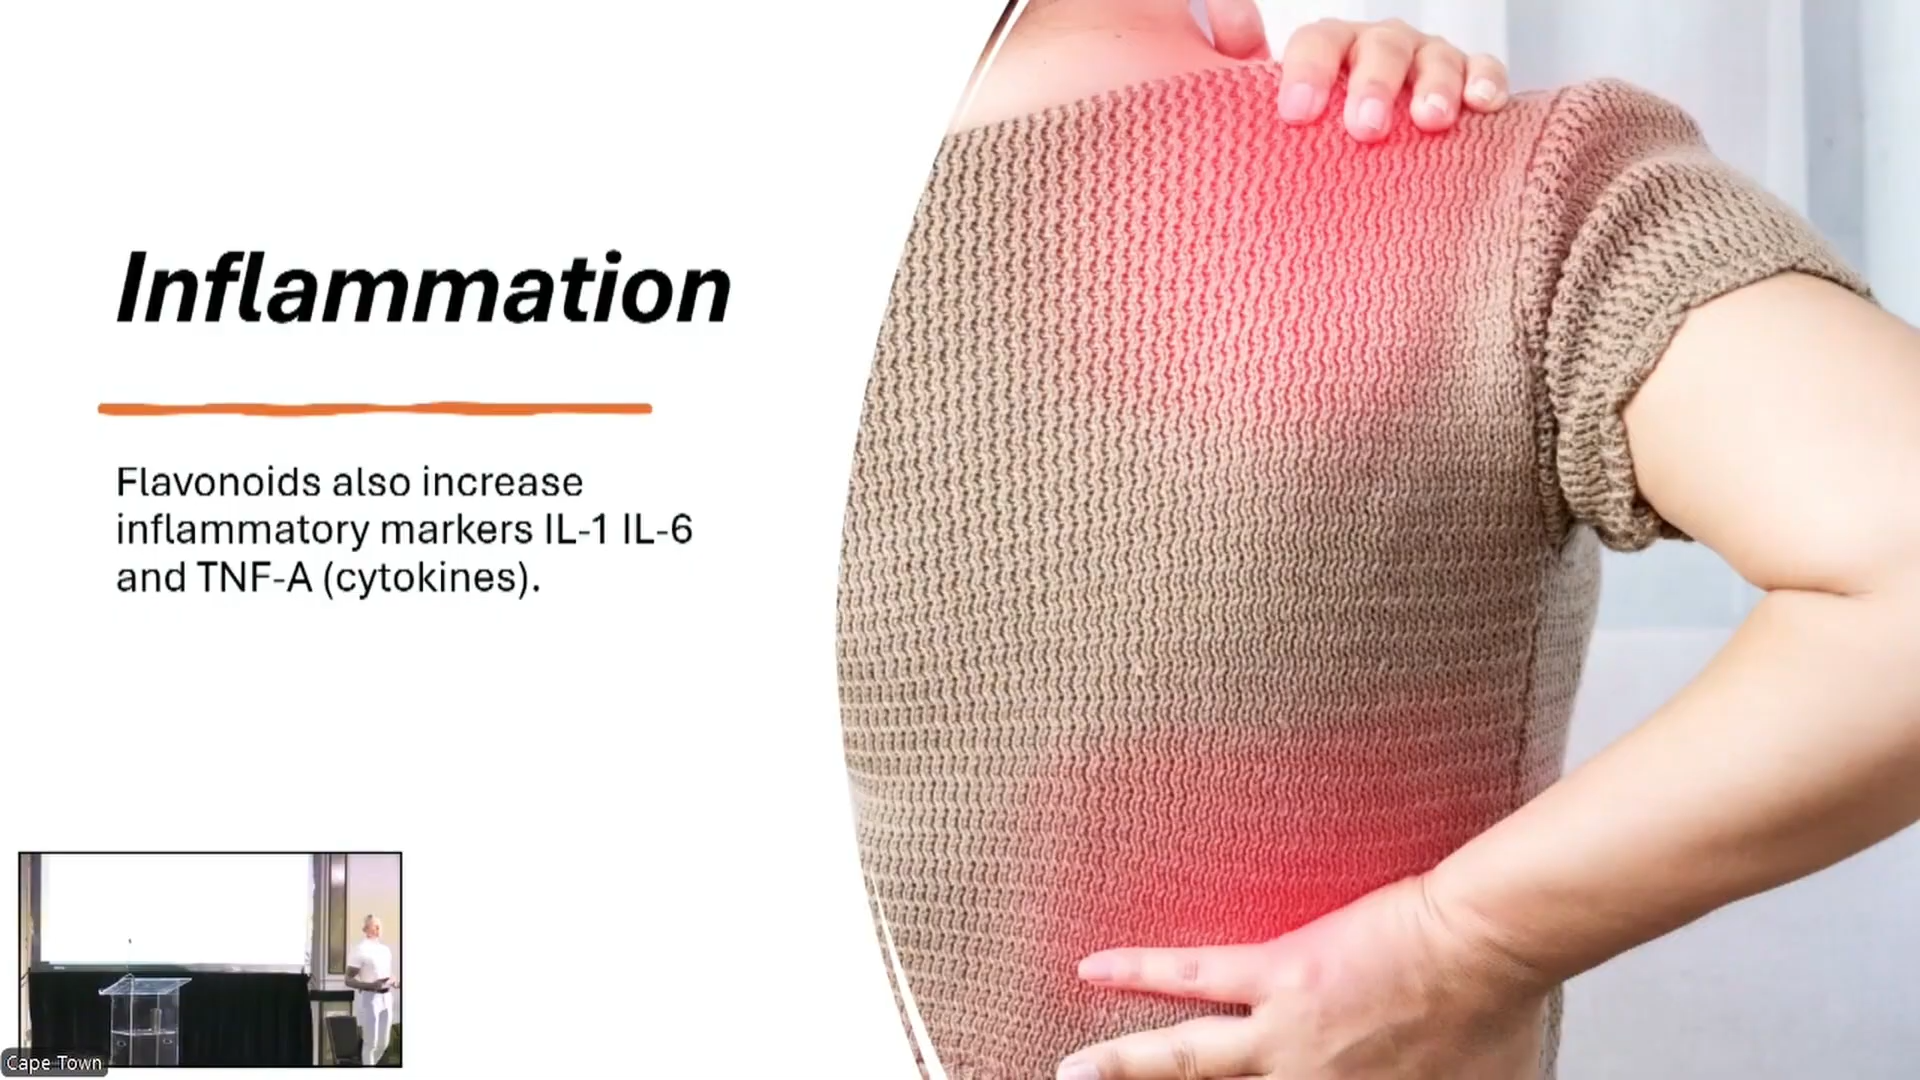 Inflammation
Flavonoids also increase
inflammatory markers IL-1 IL-6
and TNF-A (cytokines).
Cape Town